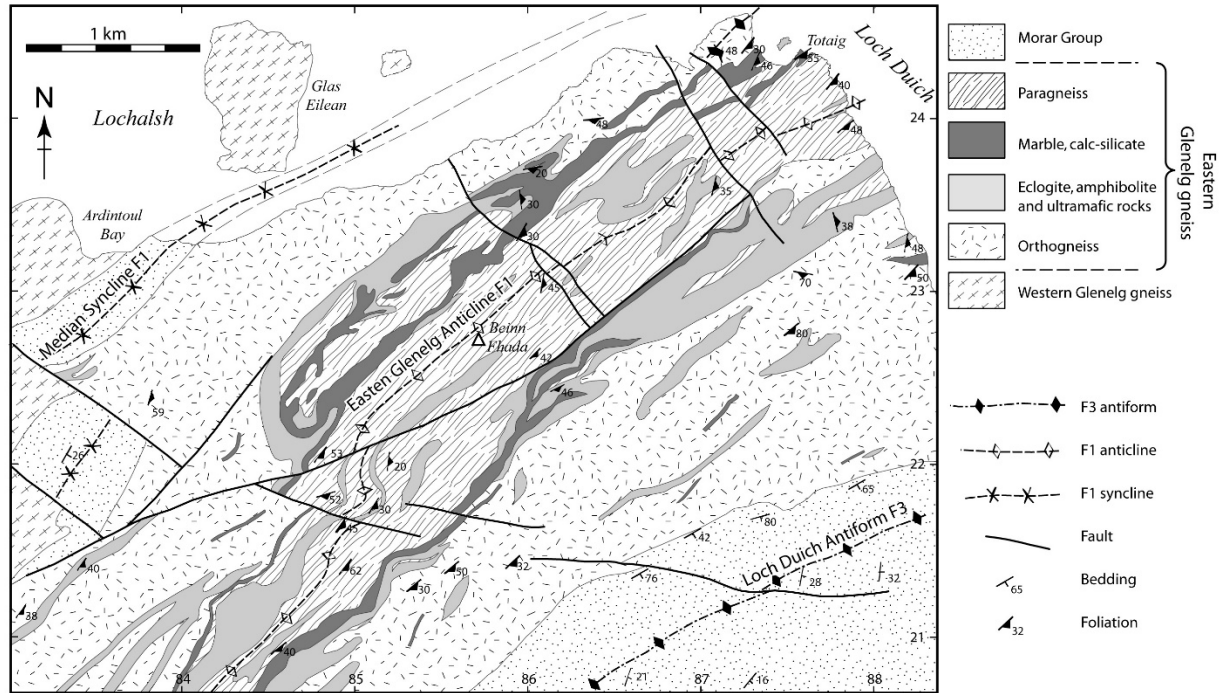 1 km
N
Lochalsh
Glas
Eilean
Ardintoul
Bay
Median Syncline F1
Easten Glenelg Anticline F1
Beinn
Fhada
Totaig
Loch Duich
Loch Duich Antiform F3
48
30
46
55
40
48
48
20
30
30
35
45
38
48
50
70
80
42
46
59
26
53
20
52
30
45
62
40
38
50
30
32
40
65
80
42
76
28
32
21
16
24
23
22
21
84
85
86
87
88
Morar Group
Paragneiss
Marble, calc-silicate
Eclogite, amphibolite
and ultramafic rocks
Orthogneiss
Western Glenelg gneiss
Eastern
Glenelg gneiss
F3 antiform
F1 anticline
F1 syncline
Fault
Bedding
65
Foliation
32